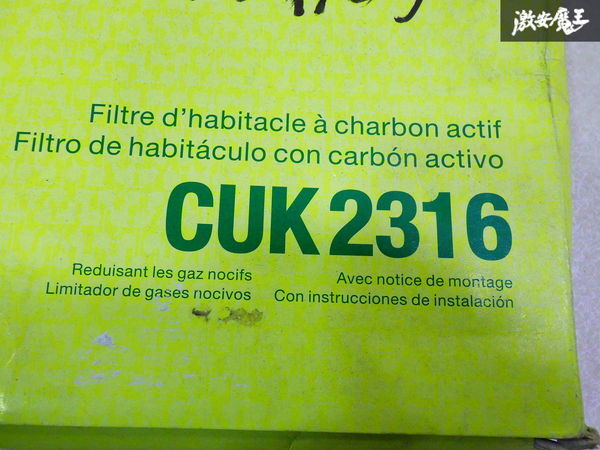 激安魔王
Filtre d'habitacle à charbon actif
Filtro de habitáculo con carbón activo
CUK 2316
Reduisant les gaz nocifs
Limitador de gases nocivos
Avec notice de montage
Con instrucciones de instalación